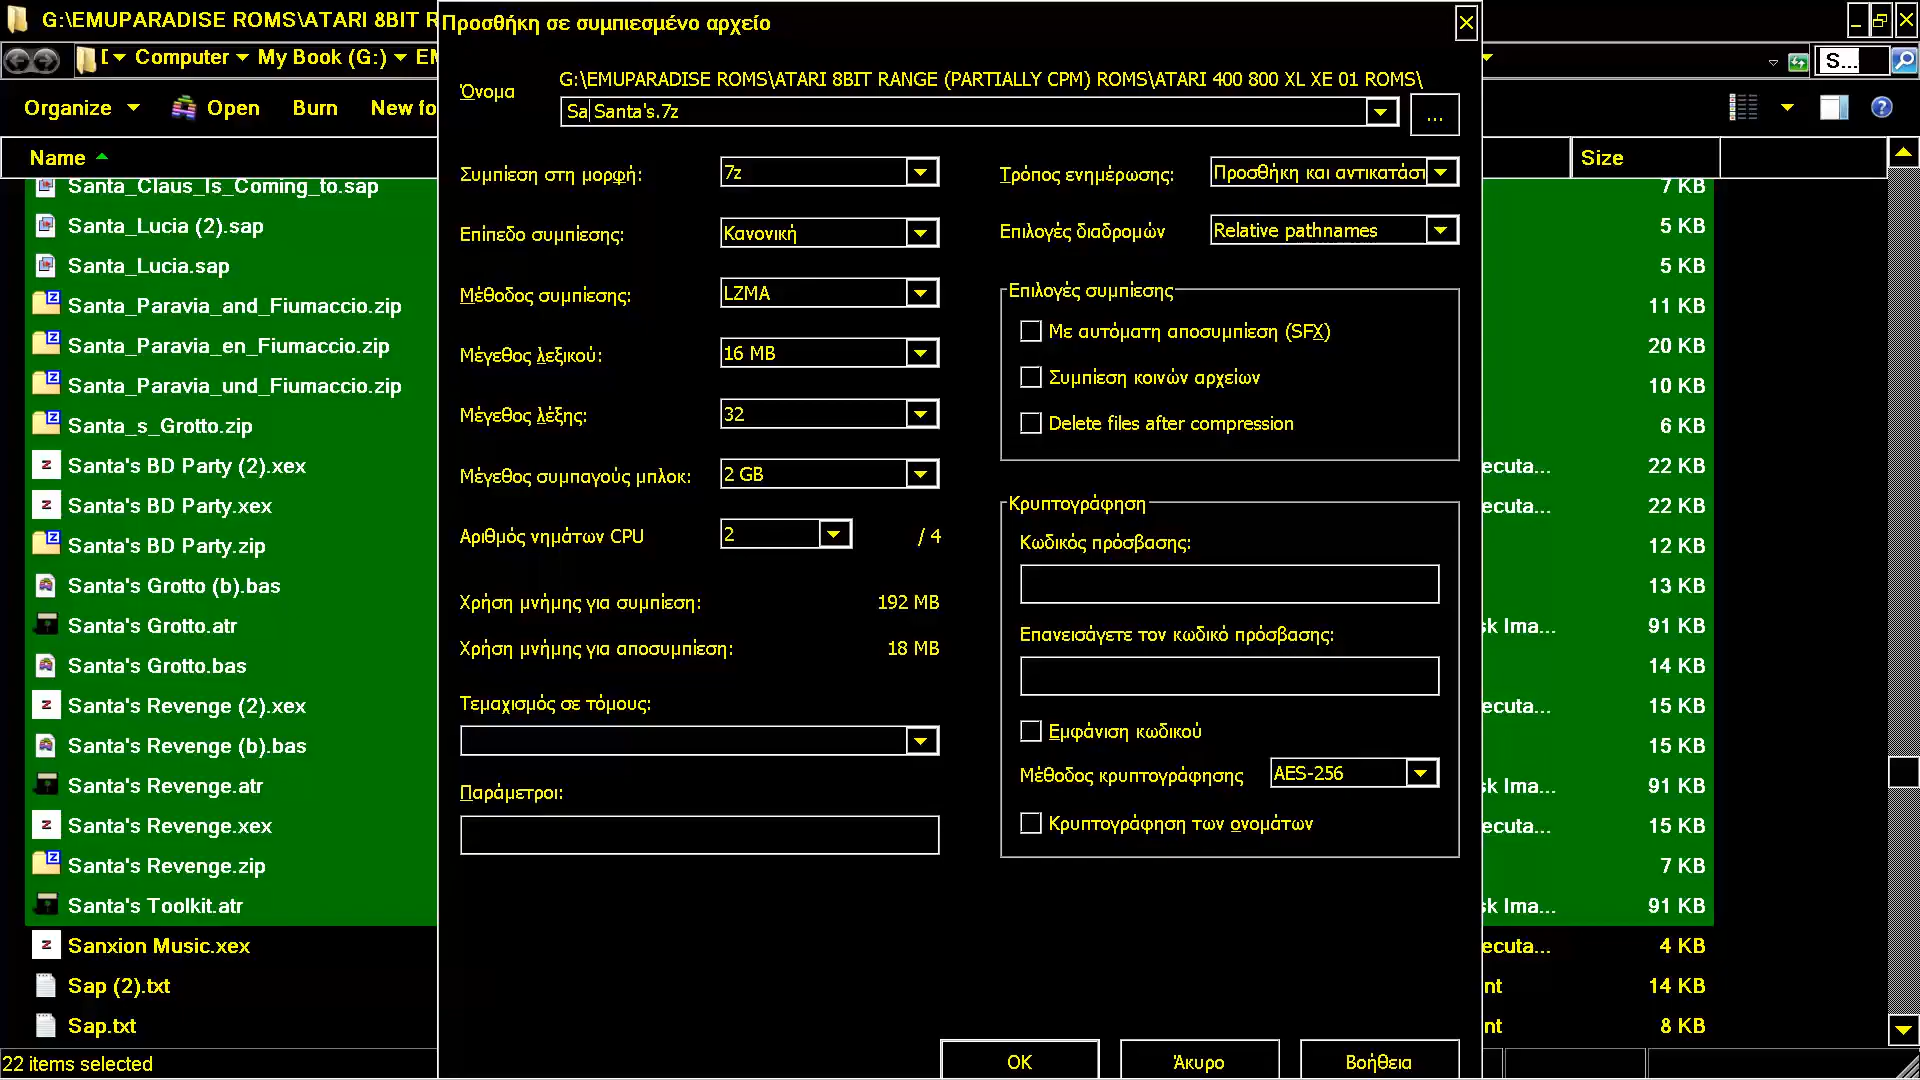 G:\EMUPARADISE ROMS\ATARI 8BIT R
Computer
My Book (G:)
S...
Organize
Open
Burn
New fo
Name
Size
Santa_Claus_Is_Coming_to.sap
7 KB
Santa_Lucia (2).sap
5 KB
Santa_Lucia.sap
5 KB
Santa_Paravia_and_Fiumaccio.zip
11 KB
Santa_Paravia_en_Fiumaccio.zip
20 KB
Santa_Paravia_und_Fiumaccio.zip
10 KB
Santa_s_Grotto.zip
6 KB
Santa's BD Party (2).xex
ecuta... 22 KB
Santa's BD Party.xex
ecuta... 22 KB
Santa's BD Party.zip
12 KB
Santa's Grotto (b).bas
13 KB
Santa's Grotto.atr
sk Ima... 91 KB
Santa's Grotto.bas
14 KB
Santa's Revenge (2).xex
ecuta... 15 KB
Santa's Revenge (b).bas
15 KB
Santa's Revenge.atr
sk Ima... 91 KB
Santa's Revenge.xex
ecuta... 15 KB
Santa's Revenge.zip
7 KB
Santa's Toolkit.atr
sk Ima... 91 KB
Sanxion Music.xex
ecuta... 4 KB
Sap (2).txt
nt 14 KB
Sap.txt
nt 8 KB
22 items selected
Προσθήκη σε συμπιεσμένο αρχείο
Όνομα
G:\EMUPARADISE ROMS\ATARI 8BIT RANGE (PARTIALLY CPM) ROMS\ATARI 400 800 XL XE 01 ROMS\
Sa Santa's.7z
...
Συμπίεση στη μορφή: 7z
Επίπεδο συμπίεσης: Κανονική
Μέθοδος συμπίεσης: LZMA
Μέγεθος λεξικού: 16 MB
Μέγεθος λέξης: 32
Μέγεθος συμπαγούς μπλοκ: 2 GB
Αριθμός νημάτων CPU 2 / 4
Χρήση μνήμης για συμπίεση: 192 MB
Χρήση μνήμης για αποσυμπίεση: 18 MB
Τεμαχισμός σε τόμους:
Παράμετροι:
Τρόπος ενημέρωσης: Προσθήκη και αντικατάστ
Επιλογές διαδρομών Relative pathnames
Επιλογές συμπίεσης
Με αυτόματη αποσυμπίεση (SFX)
Συμπίεση κοινών αρχείων
Delete files after compression
Κρυπτογράφηση
Κωδικός πρόσβασης:
Επανεισάγετε τον κωδικό πρόσβασης:
Εμφάνιση κωδικού
Μέθοδος κρυπτογράφησης AES-256
Κρυπτογράφηση των ονομάτων
OK
Άκυρο
Βοήθεια